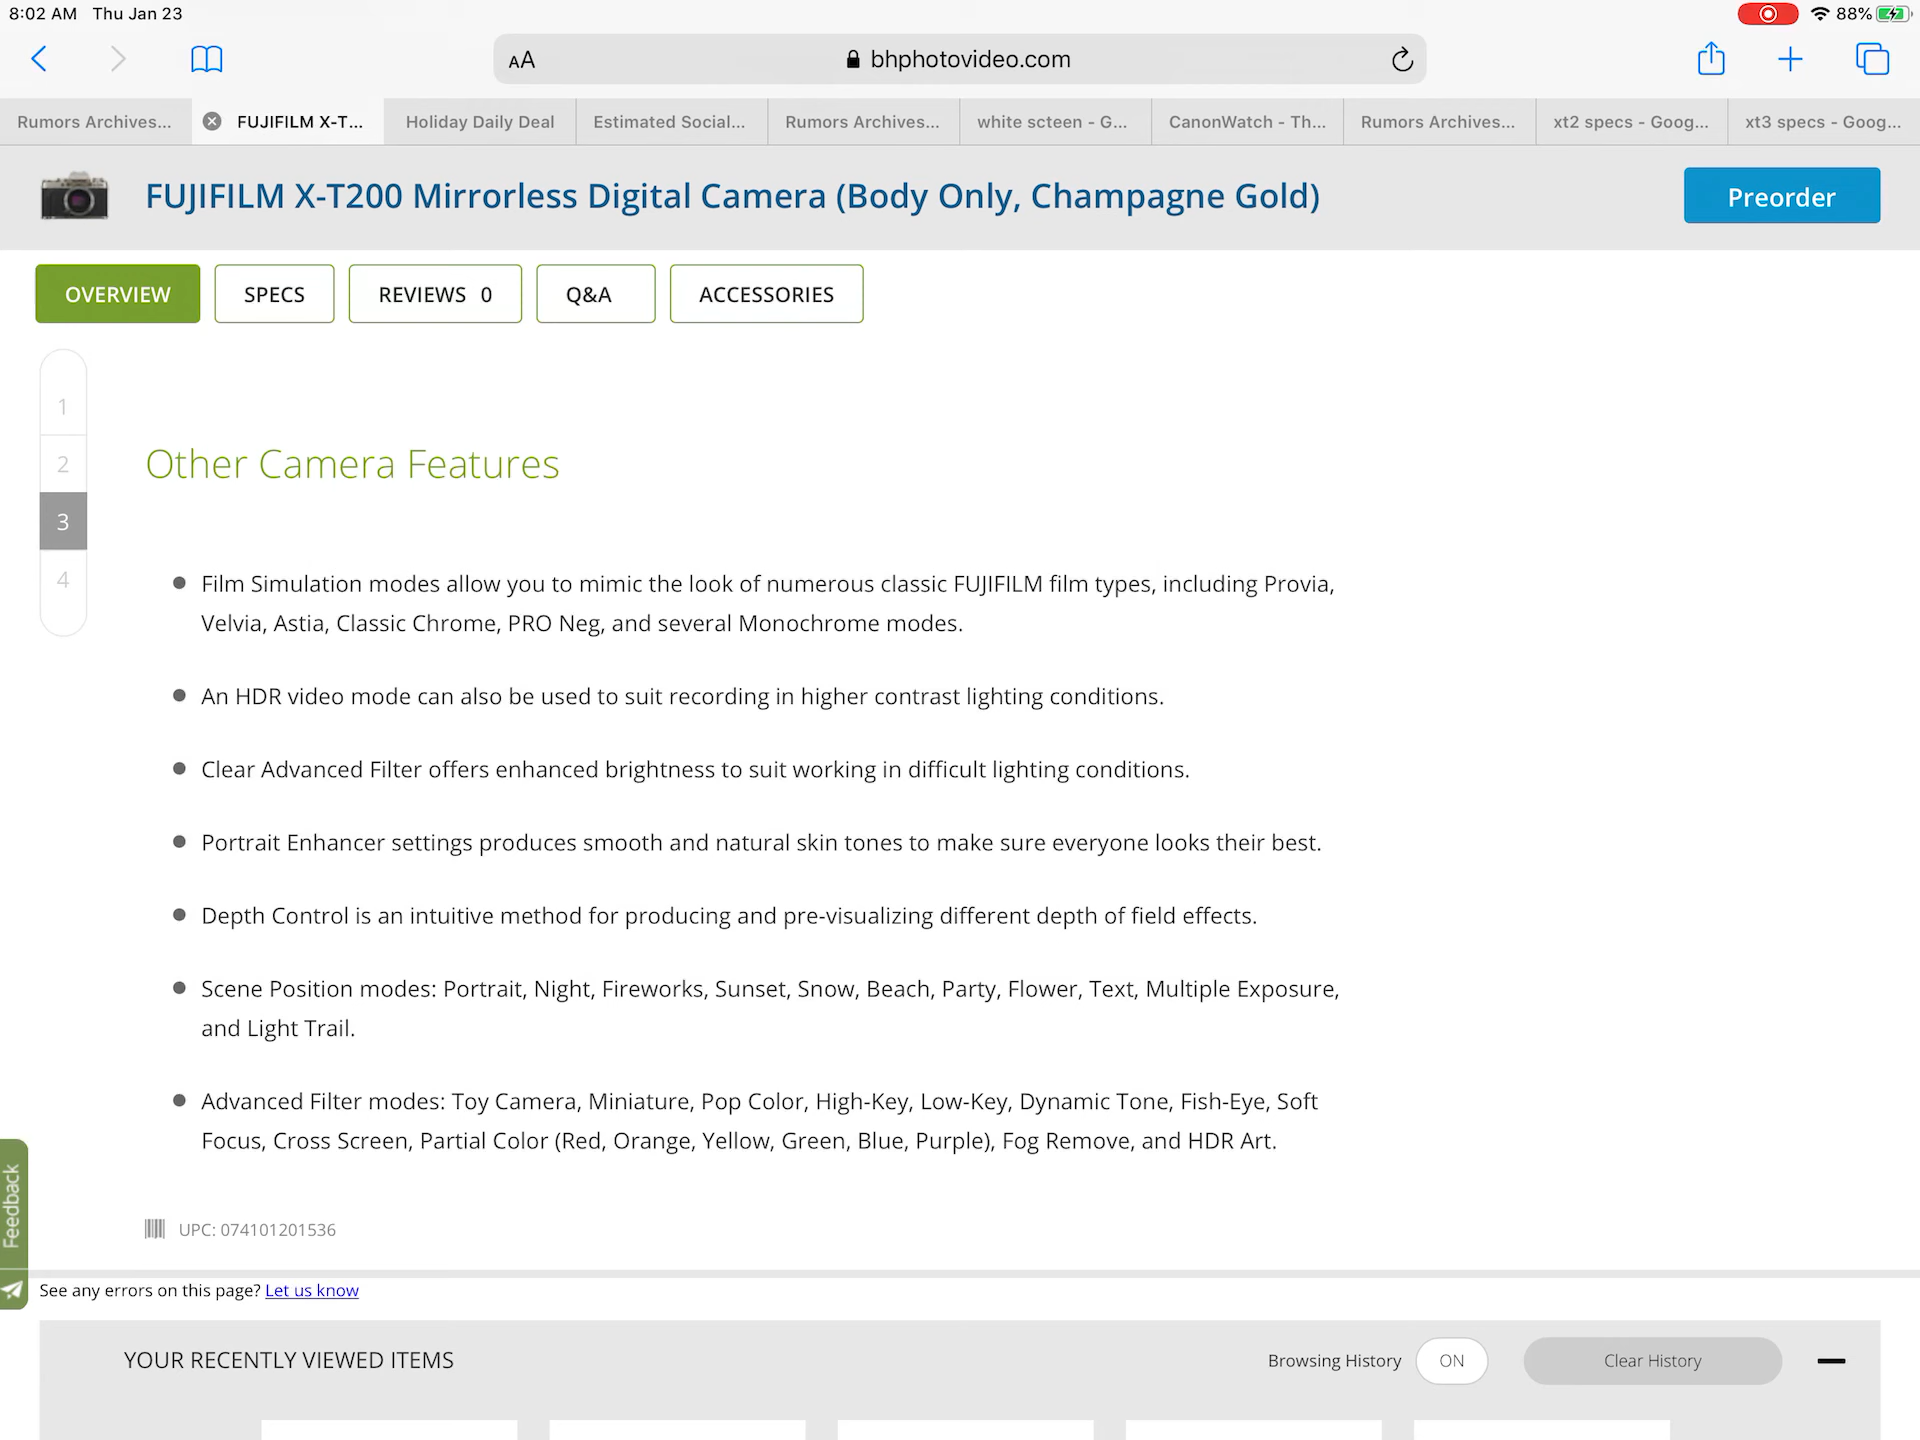 8:02 AM Thu Jan 23
88%
AA
bhphotovideo.com
Rumors Archives...
FUJIFILM X-T...
Holiday Daily Deal
Estimated Social...
Rumors Archives...
white scteen - G...
CanonWatch - Th...
Rumors Archives...
xt2 specs - Goog...
xt3 specs - Goog...
FUJIFILM X-T200 Mirrorless Digital Camera (Body Only, Champagne Gold)
Preorder
OVERVIEW
SPECS
REVIEWS 0
Q&A
ACCESSORIES
1
2
3
4
Other Camera Features
Film Simulation modes allow you to mimic the look of numerous classic FUJIFILM film types, including Provia,
Velvia, Astia, Classic Chrome, PRO Neg, and several Monochrome modes.
An HDR video mode can also be used to suit recording in higher contrast lighting conditions.
Clear Advanced Filter offers enhanced brightness to suit working in difficult lighting conditions.
Portrait Enhancer settings produces smooth and natural skin tones to make sure everyone looks their best.
Depth Control is an intuitive method for producing and pre-visualizing different depth of field effects.
Scene Position modes: Portrait, Night, Fireworks, Sunset, Snow, Beach, Party, Flower, Text, Multiple Exposure,
and Light Trail.
Advanced Filter modes: Toy Camera, Miniature, Pop Color, High-Key, Low-Key, Dynamic Tone, Fish-Eye, Soft
Focus, Cross Screen, Partial Color (Red, Orange, Yellow, Green, Blue, Purple), Fog Remove, and HDR Art.
Feedback
UPC: 074101201536
See any errors on this page? Let us know
YOUR RECENTLY VIEWED ITEMS
Browsing History
ON
Clear History